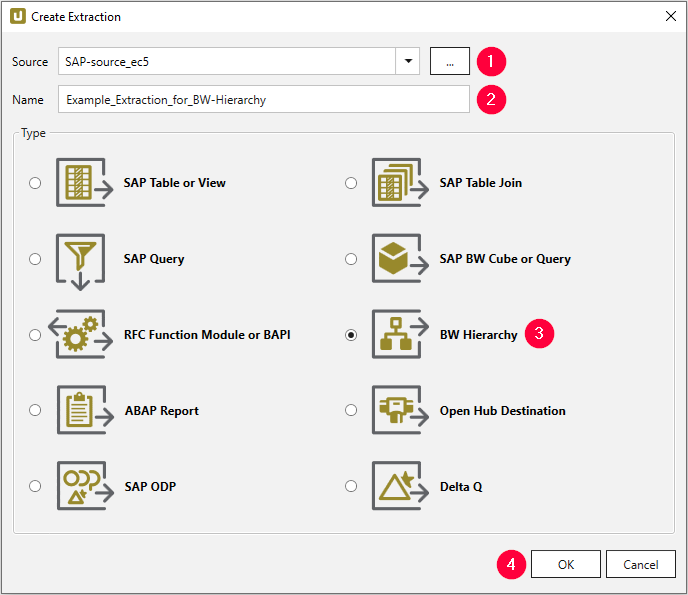 Create Extraction
Source SAP-source_ec5 ... 1
Name Example_Extraction_for_BW-Hierarchy 2
Type
SAP Table or View SAP Table Join
SAP Query SAP BW Cube or Query
RFC Function Module or BAPI BW Hierarchy 3
ABAP Report Open Hub Destination
SAP ODP Delta Q
4 OK Cancel